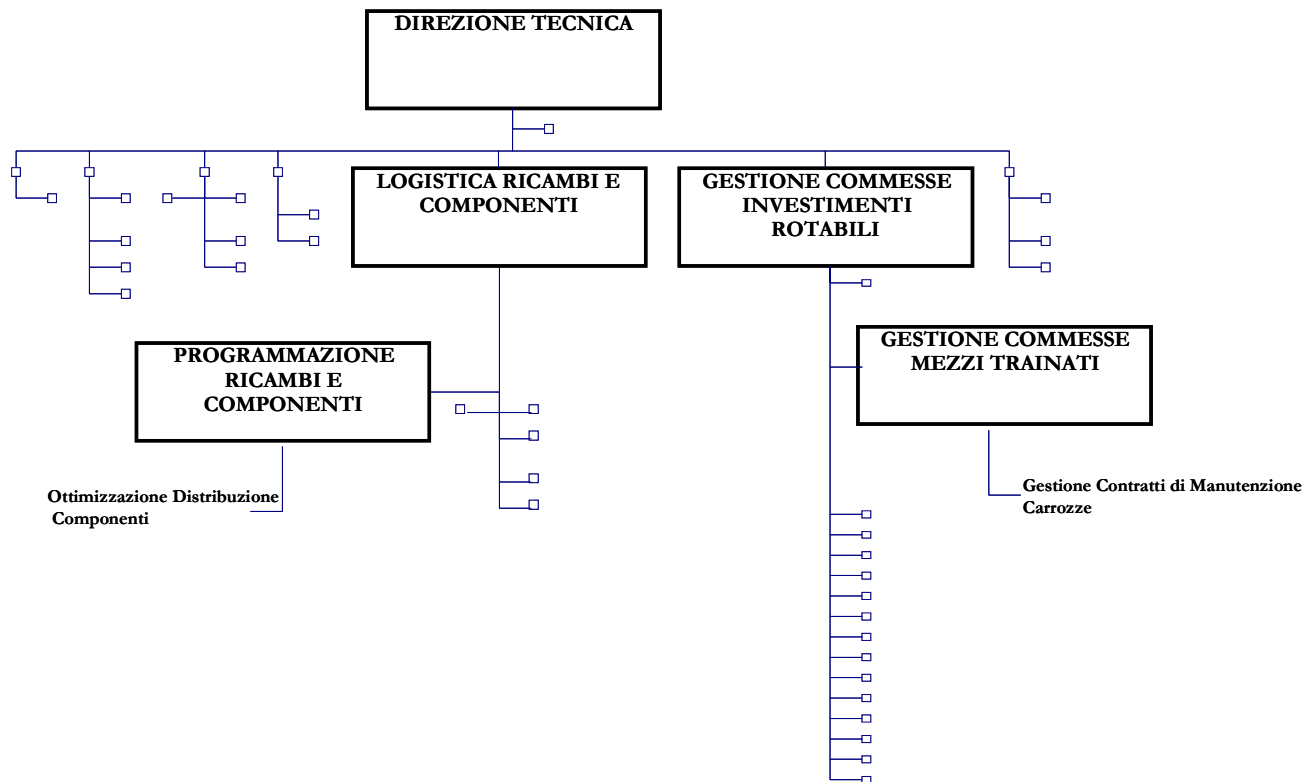 DIREZIONE TECNICA
LOGISTICA RICAMBI E
COMPONENTI
GESTIONE COMMESSE
INVESTIMENTI
ROTABILI
PROGRAMMAZIONE
RICAMBI E
COMPONENTI
GESTIONE COMMESSE
MEZZI TRAINATI
Ottimizzazione Distribuzione
Componenti
Gestione Contratti di Manutenzione
Carrozze